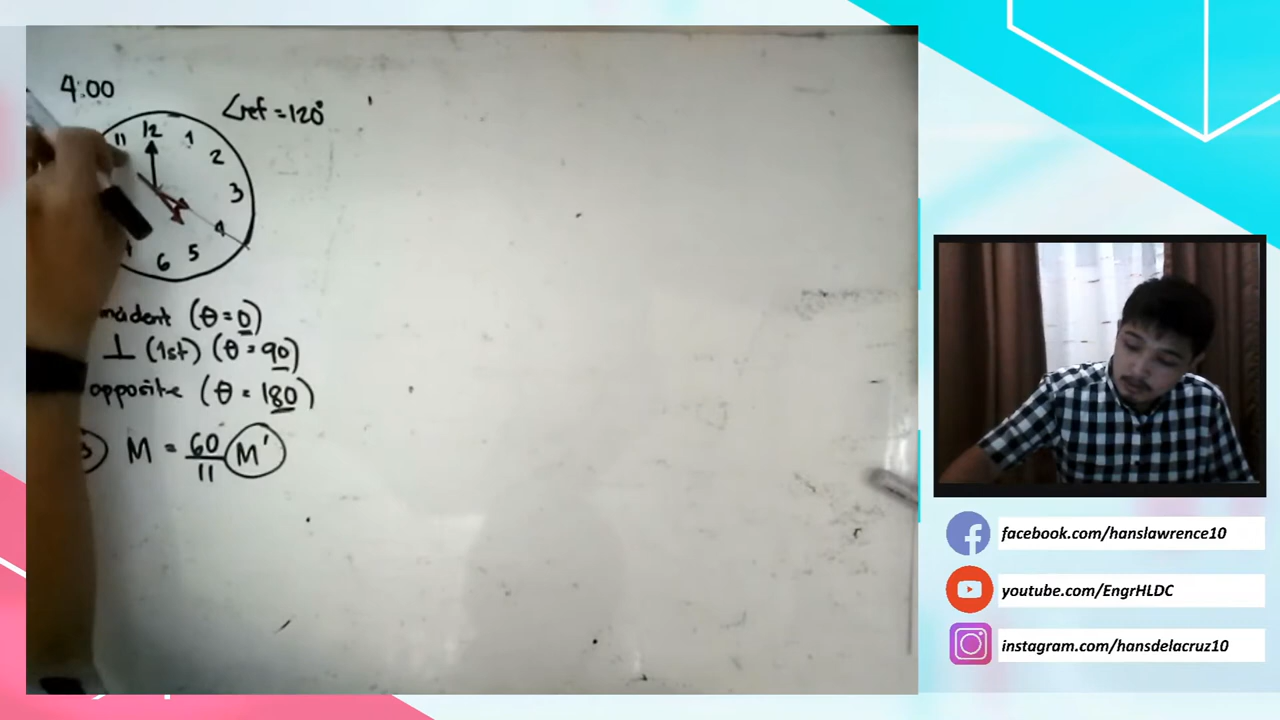 4:00
∠ref = 120°
11 12 1
2
3
4
5
6
(θ = 0)
⊥ (1st) (θ = 90)
opposite (θ = 180)
M = 60/11 M'
facebook.com/hanslawrence10
youtube.com/EngrHLDC
instagram.com/hansdelacruz10